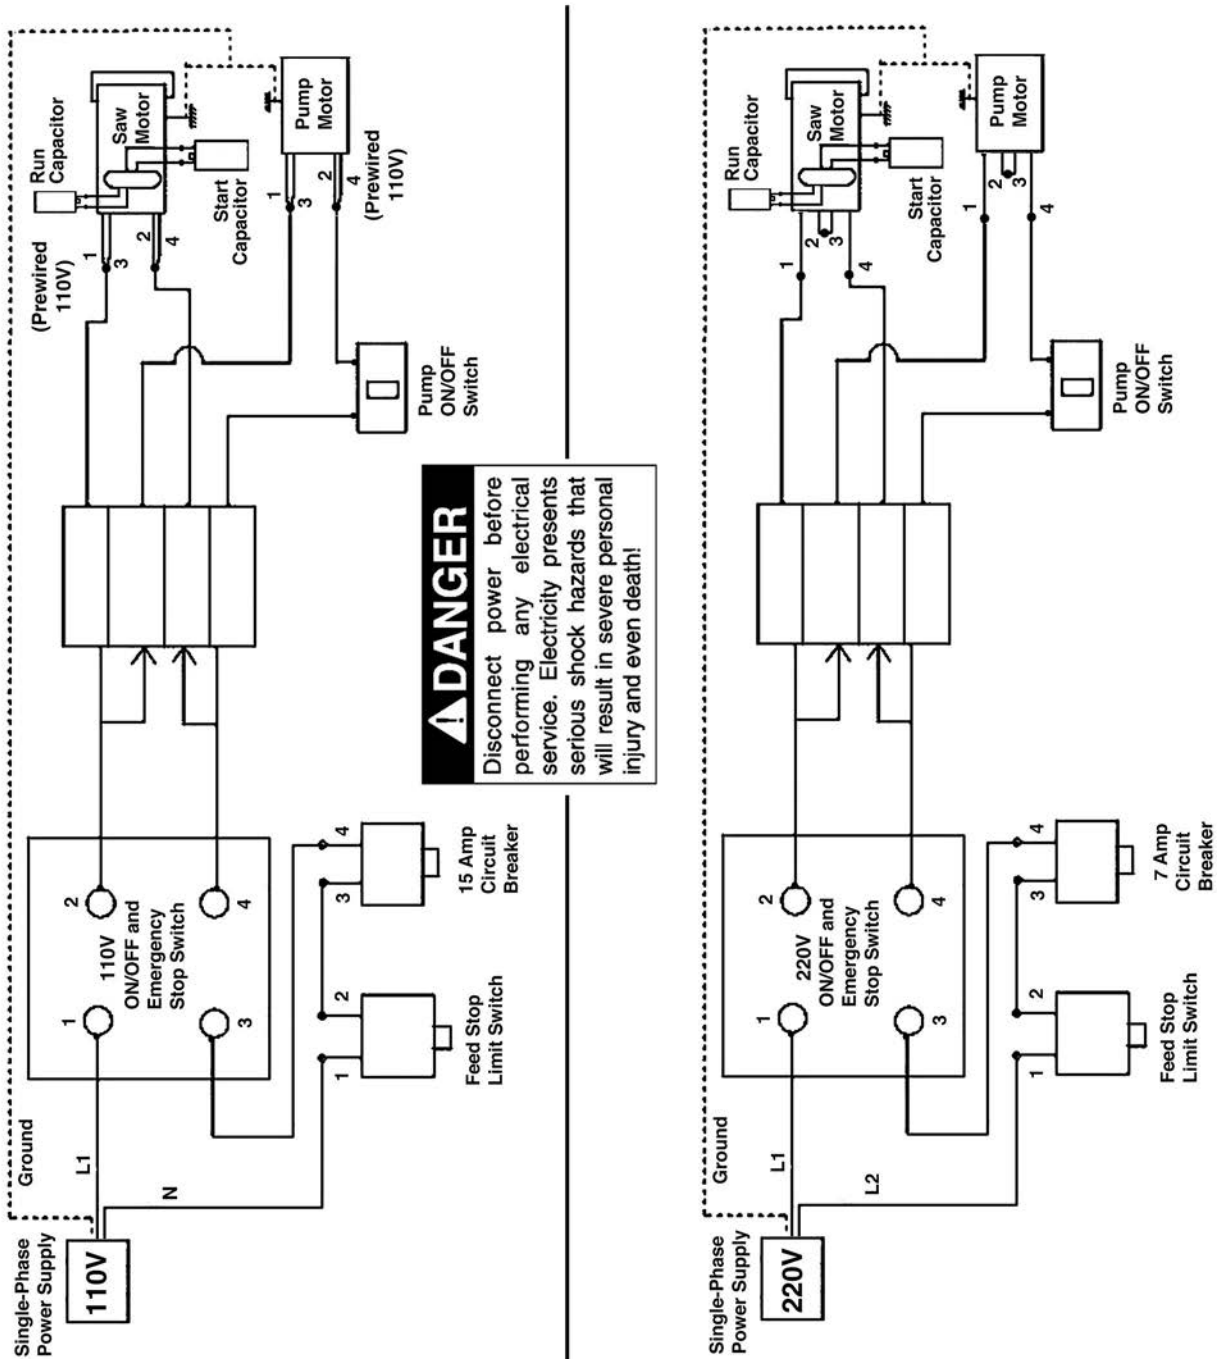 Single-Phase
Power Supply
110V
Ground
L1
N
1
2
3
4
110V
ON/OFF and
Emergency
Stop Switch
1
2
Feed Stop
Limit Switch
3
4
15 Amp
Circuit
Breaker
(Prewired
110V)
1
3
2
4
Run
Capacitor
Saw
Motor
Start
Capacitor
1
3
2
4
(Prewired
110V)
Pump
Motor
Pump
ON/OFF
Switch
DANGER
Disconnect power before
performing any electrical
service. Electricity presents
serious shock hazards that
will result in severe personal
injury and even death!
Single-Phase
Power Supply
220V
Ground
L1
L2
1
2
3
4
220V
ON/OFF and
Emergency
Stop Switch
1
2
Feed Stop
Limit Switch
3
4
7 Amp
Circuit
Breaker
1
2
3
4
Run
Capacitor
Saw
Motor
Start
Capacitor
1
2
3
4
Pump
Motor
Pump
ON/OFF
Switch